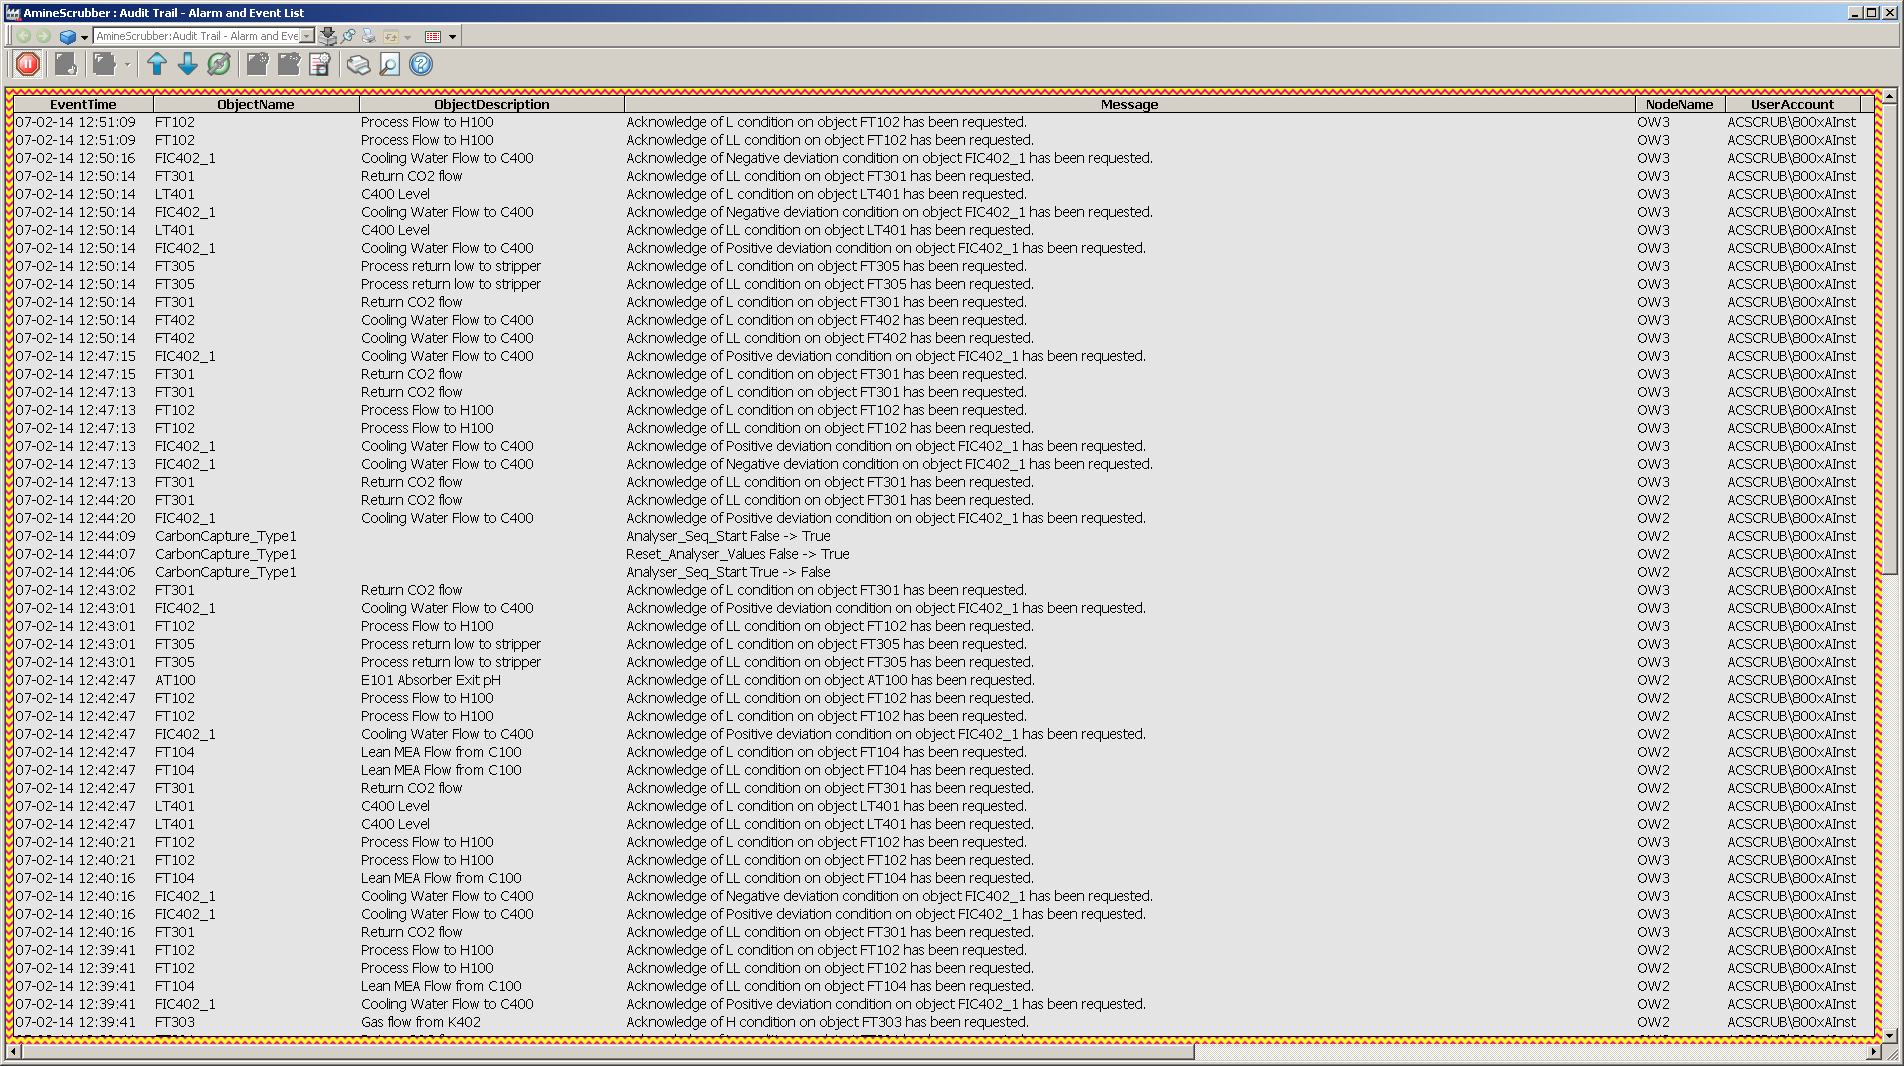 AmineScrubber : Audit Trail - Alarm and Event List
AmineScrubber:Audit Trail - Alarm and Eve
EventTime ObjectName ObjectDescription Message NodeName UserAccount
07-02-14 12:51:09 FT102 Process Flow to H100 Acknowledge of L condition on object FT102 has been requested. OW3 ACSCRUB\800xAInst
07-02-14 12:51:09 FT102 Process Flow to H100 Acknowledge of LL condition on object FT102 has been requested. OW3 ACSCRUB\800xAInst
07-02-14 12:50:16 FIC402_1 Cooling Water Flow to C400 Acknowledge of Negative deviation condition on object FIC402_1 has been requested. OW3 ACSCRUB\800xAInst
07-02-14 12:50:14 FT301 Return CO2 flow Acknowledge of LL condition on object FT301 has been requested. OW3 ACSCRUB\800xAInst
07-02-14 12:50:14 LT401 C400 Level Acknowledge of L condition on object LT401 has been requested. OW3 ACSCRUB\800xAInst
07-02-14 12:50:14 FIC402_1 Cooling Water Flow to C400 Acknowledge of Negative deviation condition on object FIC402_1 has been requested. OW3 ACSCRUB\800xAInst
07-02-14 12:50:14 LT401 C400 Level Acknowledge of LL condition on object LT401 has been requested. OW3 ACSCRUB\800xAInst
07-02-14 12:50:14 FIC402_1 Cooling Water Flow to C400 Acknowledge of Positive deviation condition on object FIC402_1 has been requested. OW3 ACSCRUB\800xAInst
07-02-14 12:50:14 FT305 Process return low to stripper Acknowledge of L condition on object FT305 has been requested. OW3 ACSCRUB\800xAInst
07-02-14 12:50:14 FT305 Process return low to stripper Acknowledge of LL condition on object FT305 has been requested. OW3 ACSCRUB\800xAInst
07-02-14 12:50:14 FT301 Return CO2 flow Acknowledge of L condition on object FT301 has been requested. OW3 ACSCRUB\800xAInst
07-02-14 12:50:14 FT402 Cooling Water Flow to C400 Acknowledge of L condition on object FT402 has been requested. OW3 ACSCRUB\800xAInst
07-02-14 12:50:14 FT402 Cooling Water Flow to C400 Acknowledge of LL condition on object FT402 has been requested. OW3 ACSCRUB\800xAInst
07-02-14 12:47:15 FIC402_1 Cooling Water Flow to C400 Acknowledge of Positive deviation condition on object FIC402_1 has been requested. OW3 ACSCRUB\800xAInst
07-02-14 12:47:15 FT301 Return CO2 flow Acknowledge of L condition on object FT301 has been requested. OW3 ACSCRUB\800xAInst
07-02-14 12:47:13 FT301 Return CO2 flow Acknowledge of L condition on object FT301 has been requested. OW3 ACSCRUB\800xAInst
07-02-14 12:47:13 FT102 Process Flow to H100 Acknowledge of L condition on object FT102 has been requested. OW3 ACSCRUB\800xAInst
07-02-14 12:47:13 FT102 Process Flow to H100 Acknowledge of LL condition on object FT102 has been requested. OW3 ACSCRUB\800xAInst
07-02-14 12:47:13 FIC402_1 Cooling Water Flow to C400 Acknowledge of Positive deviation condition on object FIC402_1 has been requested. OW3 ACSCRUB\800xAInst
07-02-14 12:47:13 FIC402_1 Cooling Water Flow to C400 Acknowledge of Negative deviation condition on object FIC402_1 has been requested. OW3 ACSCRUB\800xAInst
07-02-14 12:47:13 FT301 Return CO2 flow Acknowledge of LL condition on object FT301 has been requested. OW3 ACSCRUB\800xAInst
07-02-14 12:44:20 FT301 Return CO2 flow Acknowledge of LL condition on object FT301 has been requested. OW2 ACSCRUB\800xAInst
07-02-14 12:44:20 FIC402_1 Cooling Water Flow to C400 Acknowledge of Positive deviation condition on object FIC402_1 has been requested. OW2 ACSCRUB\800xAInst
07-02-14 12:44:09 CarbonCapture_Type1 Analyser_Seq_Start False -> True OW2 ACSCRUB\800xAInst
07-02-14 12:44:07 CarbonCapture_Type1 Reset_Analyser_Values False -> True OW2 ACSCRUB\800xAInst
07-02-14 12:44:06 CarbonCapture_Type1 Analyser_Seq_Start True -> False OW2 ACSCRUB\800xAInst
07-02-14 12:43:02 FT301 Return CO2 flow Acknowledge of L condition on object FT301 has been requested. OW3 ACSCRUB\800xAInst
07-02-14 12:43:01 FIC402_1 Cooling Water Flow to C400 Acknowledge of Positive deviation condition on object FIC402_1 has been requested. OW3 ACSCRUB\800xAInst
07-02-14 12:43:01 FT102 Process Flow to H100 Acknowledge of LL condition on object FT102 has been requested. OW3 ACSCRUB\800xAInst
07-02-14 12:43:01 FT305 Process return low to stripper Acknowledge of L condition on object FT305 has been requested. OW3 ACSCRUB\800xAInst
07-02-14 12:43:01 FT305 Process return low to stripper Acknowledge of LL condition on object FT305 has been requested. OW3 ACSCRUB\800xAInst
07-02-14 12:42:47 AT100 E101 Absorber Exit pH Acknowledge of LL condition on object AT100 has been requested. OW2 ACSCRUB\800xAInst
07-02-14 12:42:47 FT102 Process Flow to H100 Acknowledge of LL condition on object FT102 has been requested. OW2 ACSCRUB\800xAInst
07-02-14 12:42:47 FT102 Process Flow to H100 Acknowledge of L condition on object FT102 has been requested. OW2 ACSCRUB\800xAInst
07-02-14 12:42:47 FIC402_1 Cooling Water Flow to C400 Acknowledge of Positive deviation condition on object FIC402_1 has been requested. OW2 ACSCRUB\800xAInst
07-02-14 12:42:47 FT104 Lean MEA Flow from C100 Acknowledge of L condition on object FT104 has been requested. OW2 ACSCRUB\800xAInst
07-02-14 12:42:47 FT104 Lean MEA Flow from C100 Acknowledge of LL condition on object FT104 has been requested. OW2 ACSCRUB\800xAInst
07-02-14 12:42:47 FT301 Return CO2 flow Acknowledge of LL condition on object FT301 has been requested. OW2 ACSCRUB\800xAInst
07-02-14 12:42:47 LT401 C400 Level Acknowledge of L condition on object LT401 has been requested. OW2 ACSCRUB\800xAInst
07-02-14 12:42:47 LT401 C400 Level Acknowledge of LL condition on object LT401 has been requested. OW2 ACSCRUB\800xAInst
07-02-14 12:40:21 FT102 Process Flow to H100 Acknowledge of L condition on object FT102 has been requested. OW3 ACSCRUB\800xAInst
07-02-14 12:40:21 FT102 Process Flow to H100 Acknowledge of LL condition on object FT102 has been requested. OW3 ACSCRUB\800xAInst
07-02-14 12:40:16 FT104 Lean MEA Flow from C100 Acknowledge of LL condition on object FT104 has been requested. OW3 ACSCRUB\800xAInst
07-02-14 12:40:16 FIC402_1 Cooling Water Flow to C400 Acknowledge of Negative deviation condition on object FIC402_1 has been requested. OW3 ACSCRUB\800xAInst
07-02-14 12:40:16 FIC402_1 Cooling Water Flow to C400 Acknowledge of Positive deviation condition on object FIC402_1 has been requested. OW3 ACSCRUB\800xAInst
07-02-14 12:40:16 FT301 Return CO2 flow Acknowledge of LL condition on object FT301 has been requested. OW3 ACSCRUB\800xAInst
07-02-14 12:39:41 FT102 Process Flow to H100 Acknowledge of L condition on object FT102 has been requested. OW2 ACSCRUB\800xAInst
07-02-14 12:39:41 FT102 Process Flow to H100 Acknowledge of LL condition on object FT102 has been requested. OW2 ACSCRUB\800xAInst
07-02-14 12:39:41 FT104 Lean MEA Flow from C100 Acknowledge of LL condition on object FT104 has been requested. OW2 ACSCRUB\800xAInst
07-02-14 12:39:41 FIC402_1 Cooling Water Flow to C400 Acknowledge of Positive deviation condition on object FIC402_1 has been requested. OW2 ACSCRUB\800xAInst
07-02-14 12:39:41 FT303 Gas flow from K402 Acknowledge of H condition on object FT303 has been requested. OW2 ACSCRUB\800xAInst